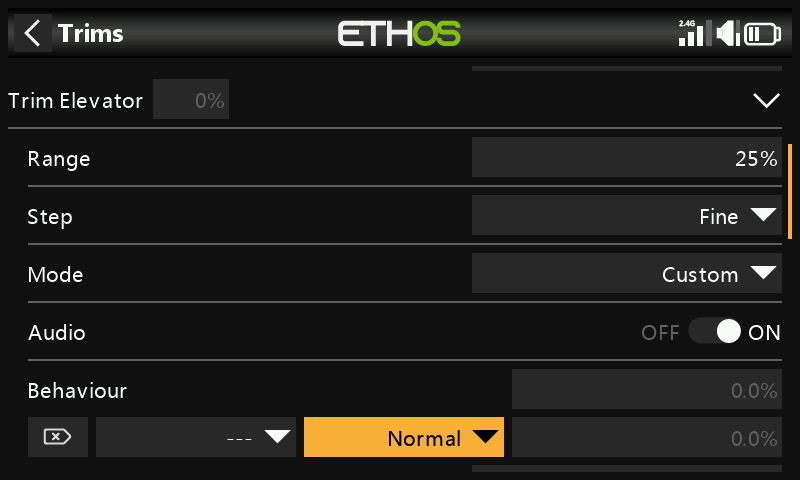 Trims ETHOS 2.4G
Trim Elevator 0%
Range 25%
Step Fine
Mode Custom
Audio OFF ON
Behaviour 0.0%
--- Normal 0.0%